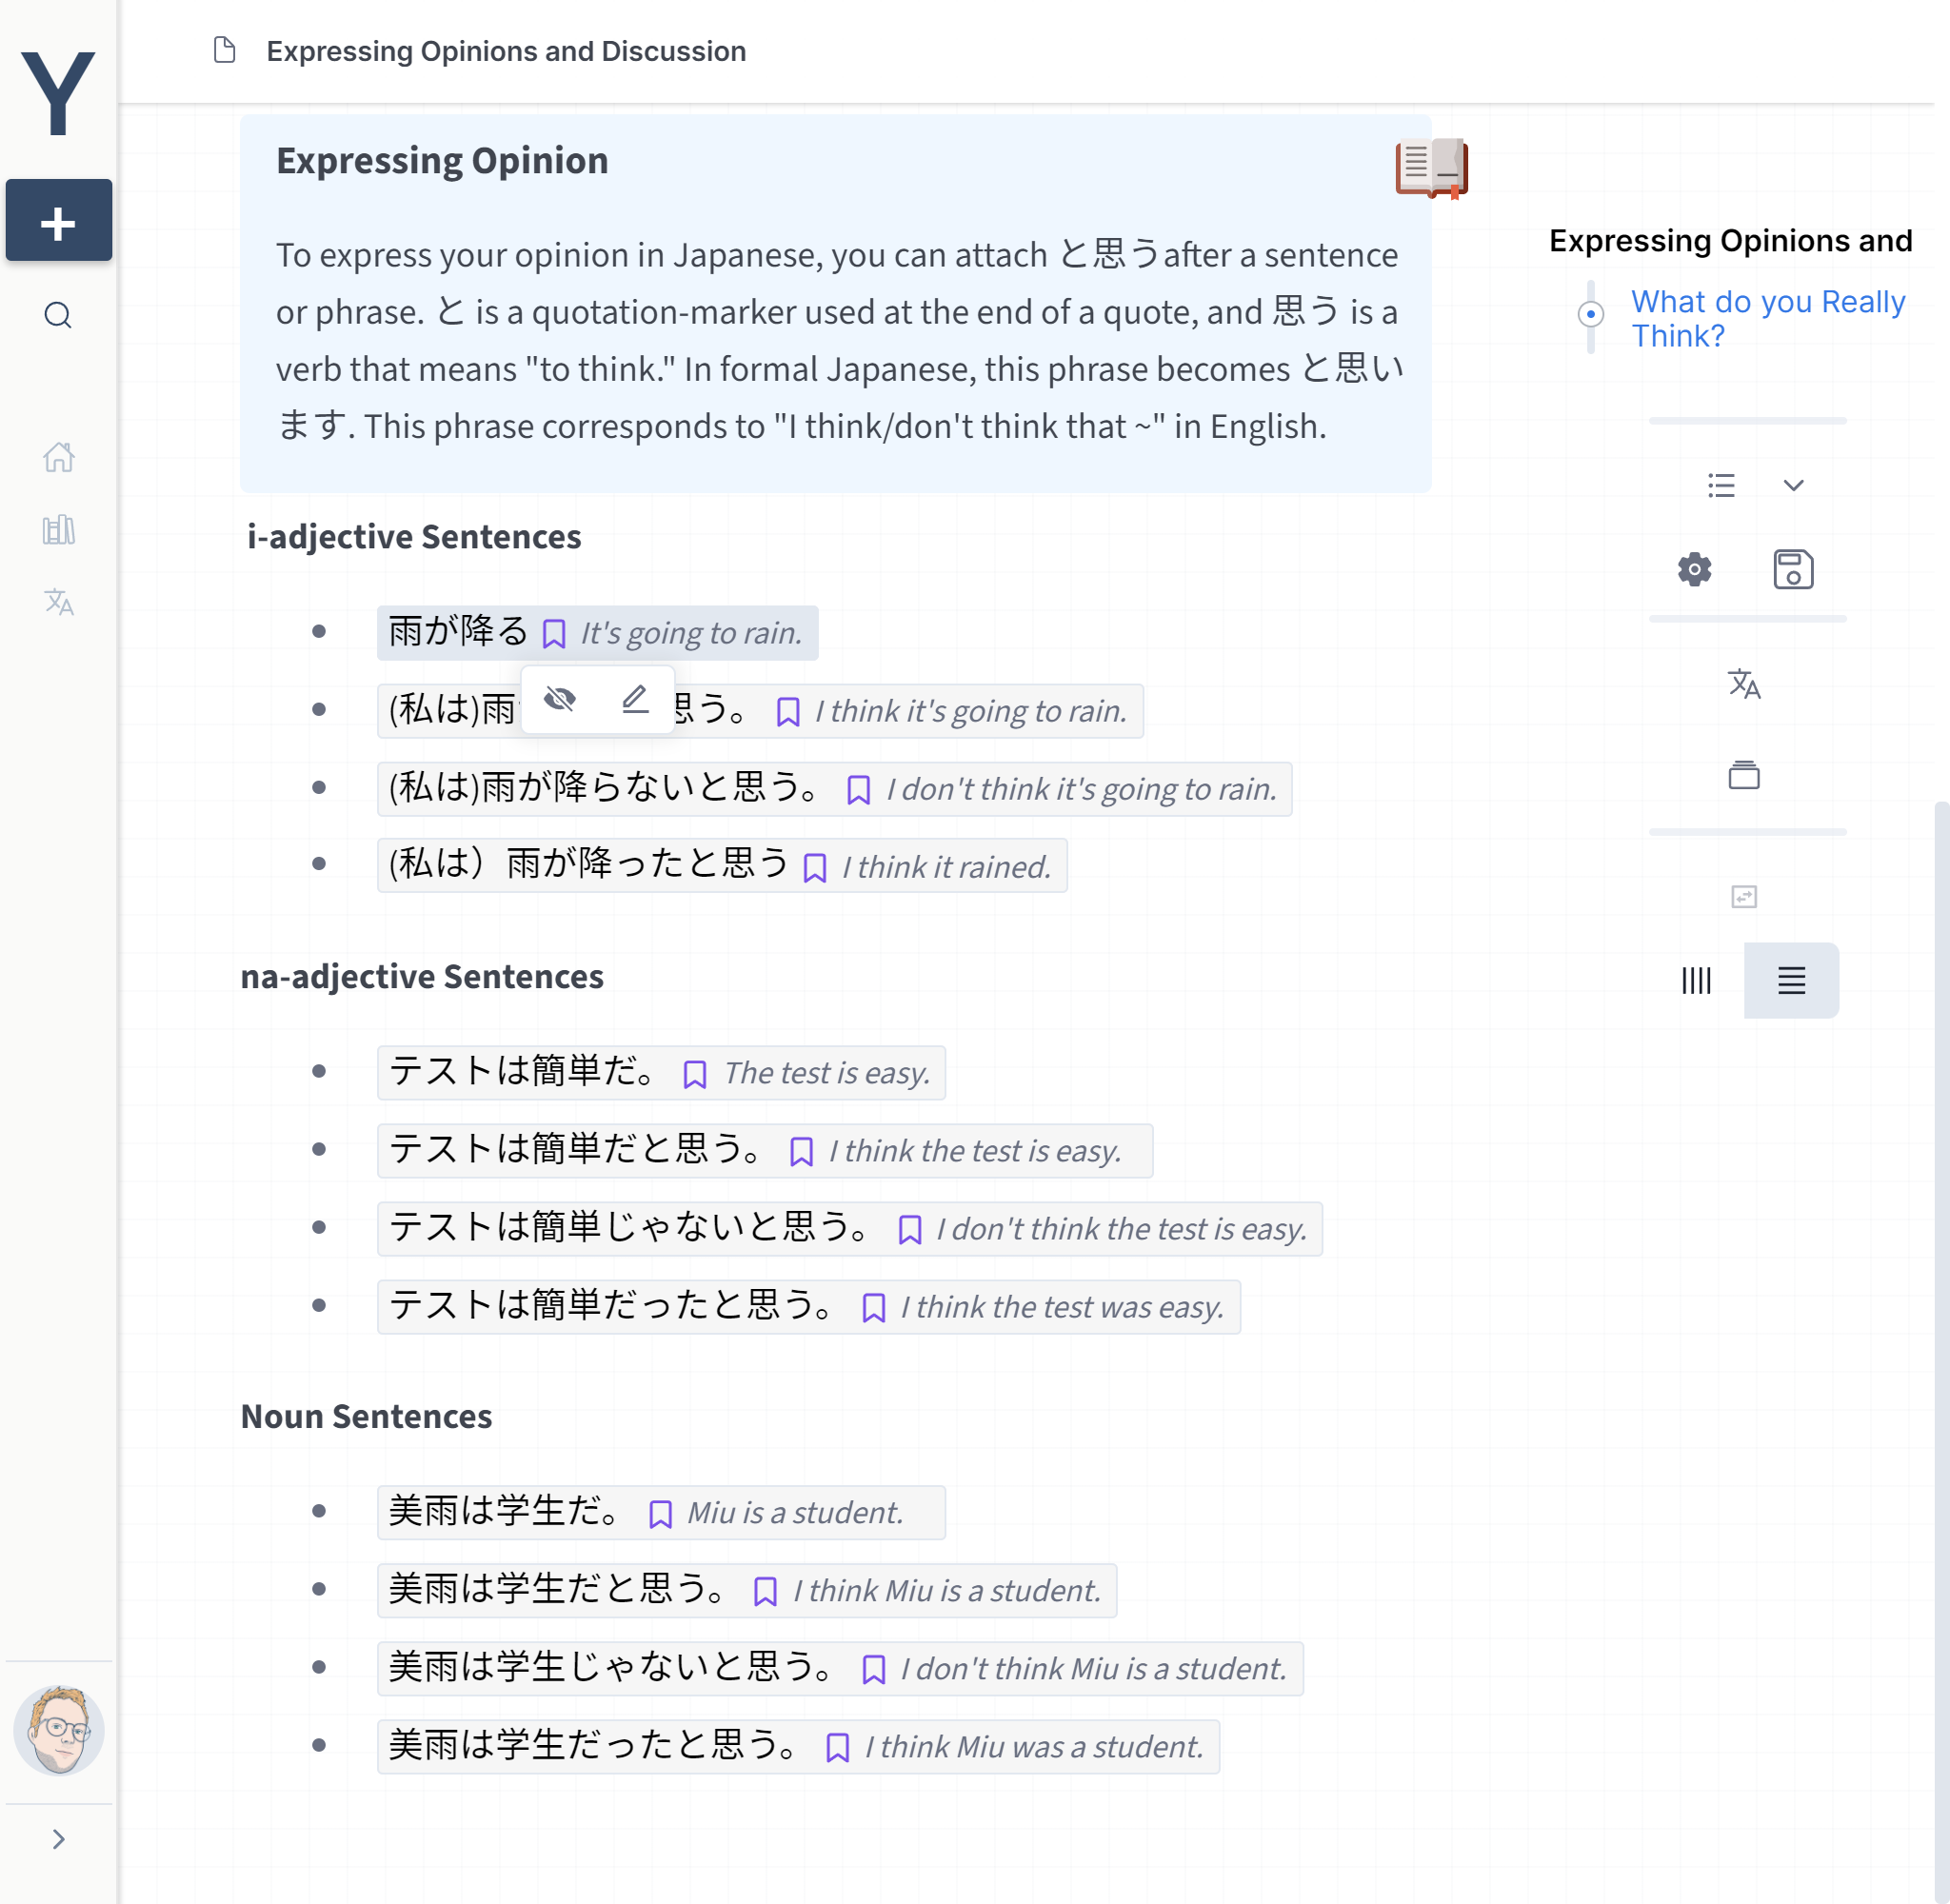 Y
Expressing Opinions and Discussion
Expressing Opinion
To express your opinion in Japanese, you can attach と思うafter a sentence
or phrase. と is a quotation-marker used at the end of a quote, and 思う is a
verb that means "to think." In formal Japanese, this phrase becomes と思い
ます. This phrase corresponds to "I think/don't think that ~" in English.
i-adjective Sentences
雨が降る It's going to rain.
(私は)雨 思う。 I think it's going to rain.
(私は)雨が降らないと思う。 I don't think it's going to rain.
(私は）雨が降ったと思う I think it rained.
na-adjective Sentences
テストは簡単だ。 The test is easy.
テストは簡単だと思う。 I think the test is easy.
テストは簡単じゃないと思う。 I don't think the test is easy.
テストは簡単だったと思う。 I think the test was easy.
Noun Sentences
美雨は学生だ。 Miu is a student.
美雨は学生だと思う。 I think Miu is a student.
美雨は学生じゃないと思う。 I don't think Miu is a student.
美雨は学生だったと思う。 I think Miu was a student.
Expressing Opinions and
What do you Really
Think?